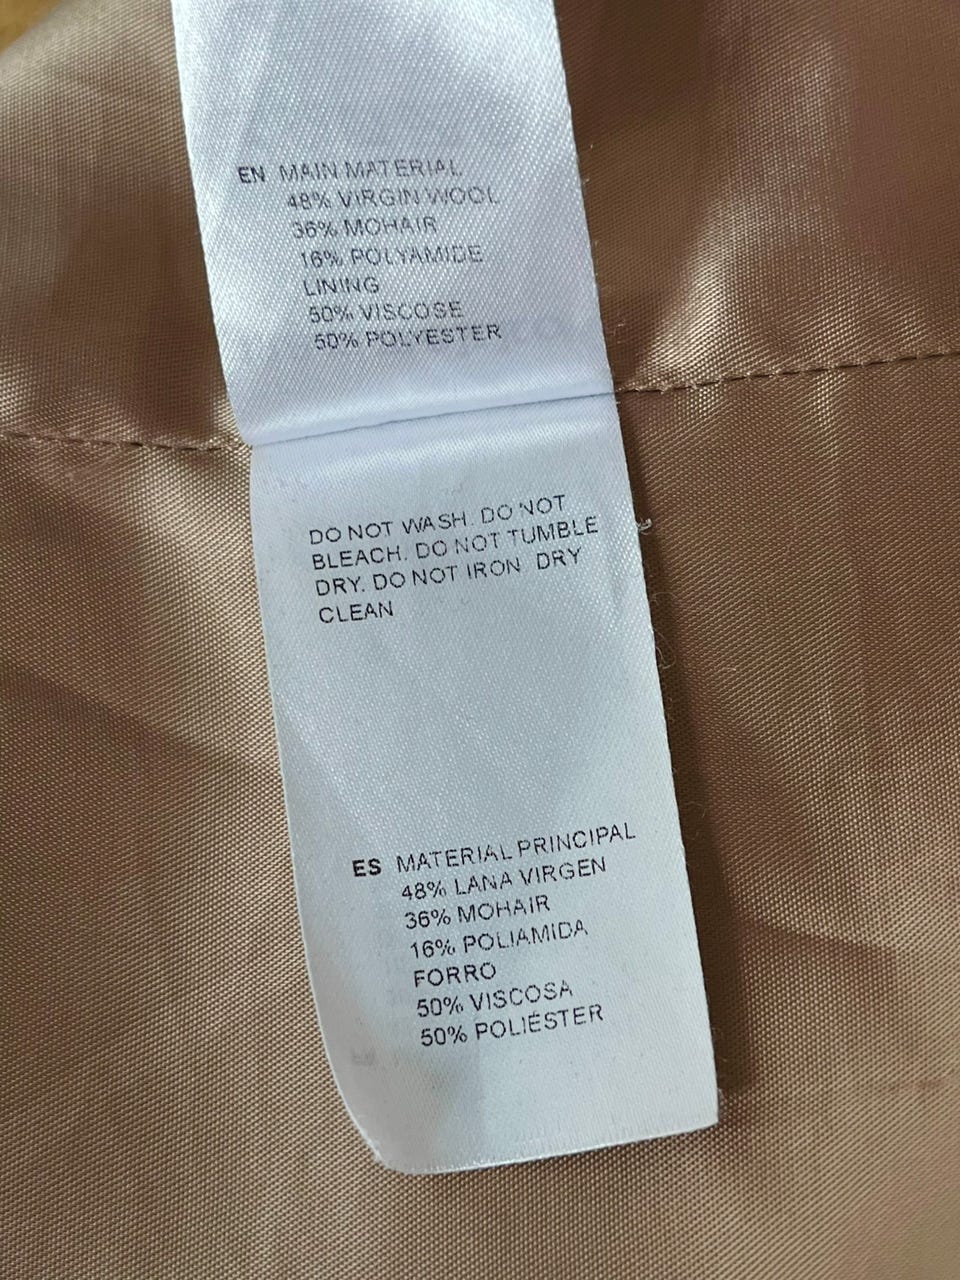 EN MAIN MATERIAL
48% VIRGIN WOOL
36% MOHAIR
16% POLYAMIDE
LINING
50% VISCOSE
50% POLYESTER
DO NOT WASH. DO NOT
BLEACH. DO NOT TUMBLE
DRY. DO NOT IRON DRY
CLEAN
ES MATERIAL PRINCIPAL
48% LANA VIRGEN
36% MOHAIR
16% POLIAMIDA
FORRO
50% VISCOSA
50% POLIÉSTER